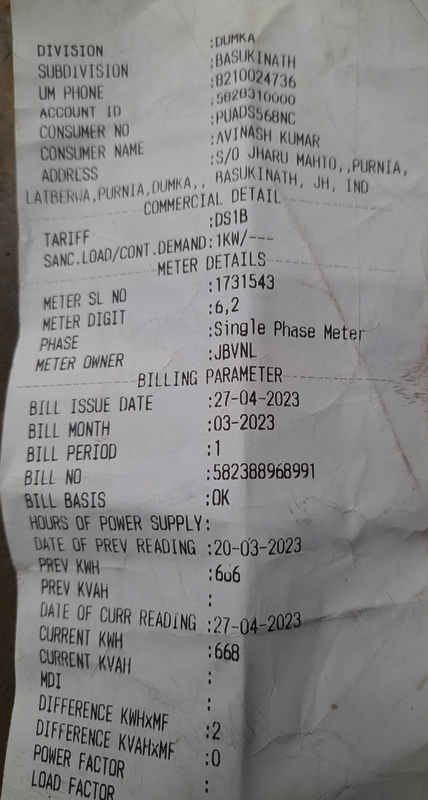 DIVISION :DUMKA
SUBDIVISION :BASUKINATH
UM PHONE :8210024736
ACCOUNT ID :5820310000
CONSUMER NO :PUADS568NC
CONSUMER NAME :AVINASH KUMAR
ADDRESS :S/O JHARU MAHTO,,PURNIA,
LATBERWA,PURNIA,DUMKA,, BASUKINATH, JH, IND
COMMERCIAL DETAIL
TARIFF :DS1B
SANC.LOAD/CONT.DEMAND:1KW/---
METER DETAILS
METER SL NO :1731543
METER DIGIT :6,2
PHASE :Single Phase Meter
METER OWNER :JBVNL
BILLING PARAMETER
BILL ISSUE DATE :27-04-2023
BILL MONTH :03-2023
BILL PERIOD :1
BILL NO :582388968991
BILL BASIS :OK
HOURS OF POWER SUPPLY:
DATE OF PREV READING :20-03-2023
PREV KWH :666
PREV KVAH :
DATE OF CURR READING :27-04-2023
CURRENT KWH :668
CURRENT KVAH :
MDI :
DIFFERENCE KWHxMF :2
DIFFERENCE KVAHxMF :0
POWER FACTOR :
LOAD FACTOR